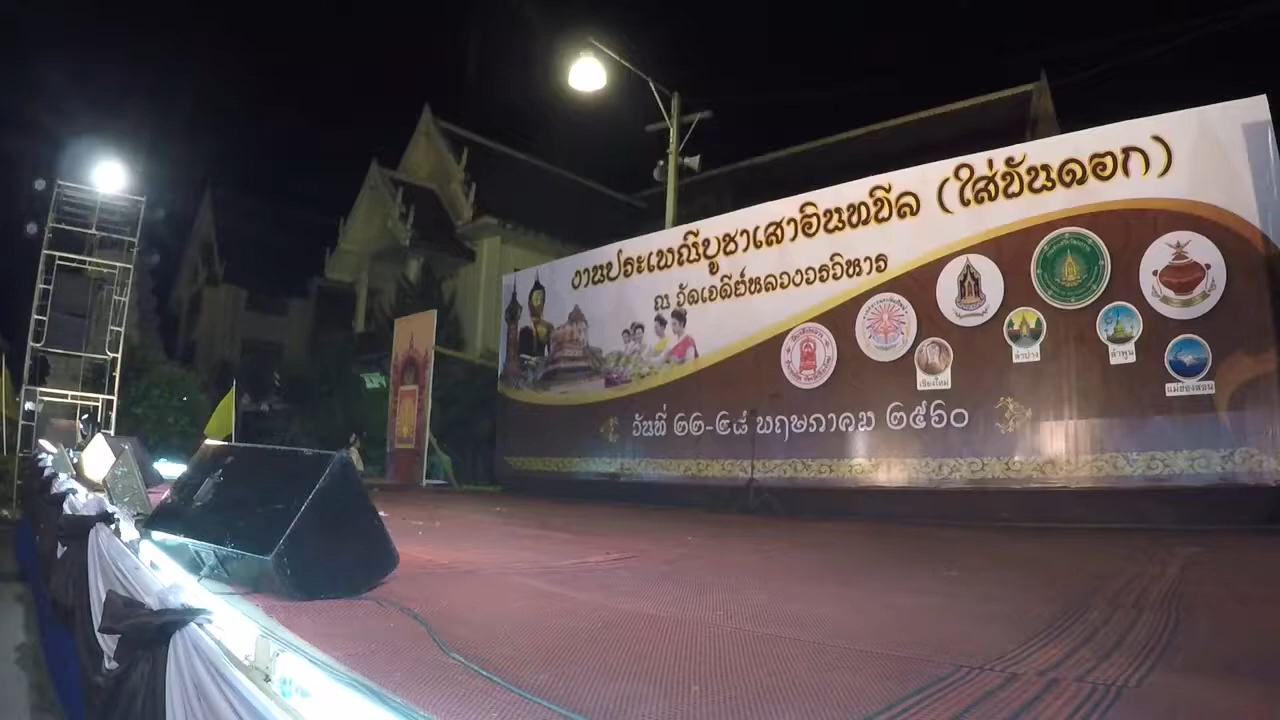 งานประเพณีบูชาเสาอินทขีล (ใส่ขันดอก)
ณ วัดเจดีย์หลวงวรวิหาร
เชียงใหม่
ลำปาง
ลำพูน
แม่ฮ่องสอน
วันที่ ๒๒-๒๘ พฤษภาคม ๒๕๖๐